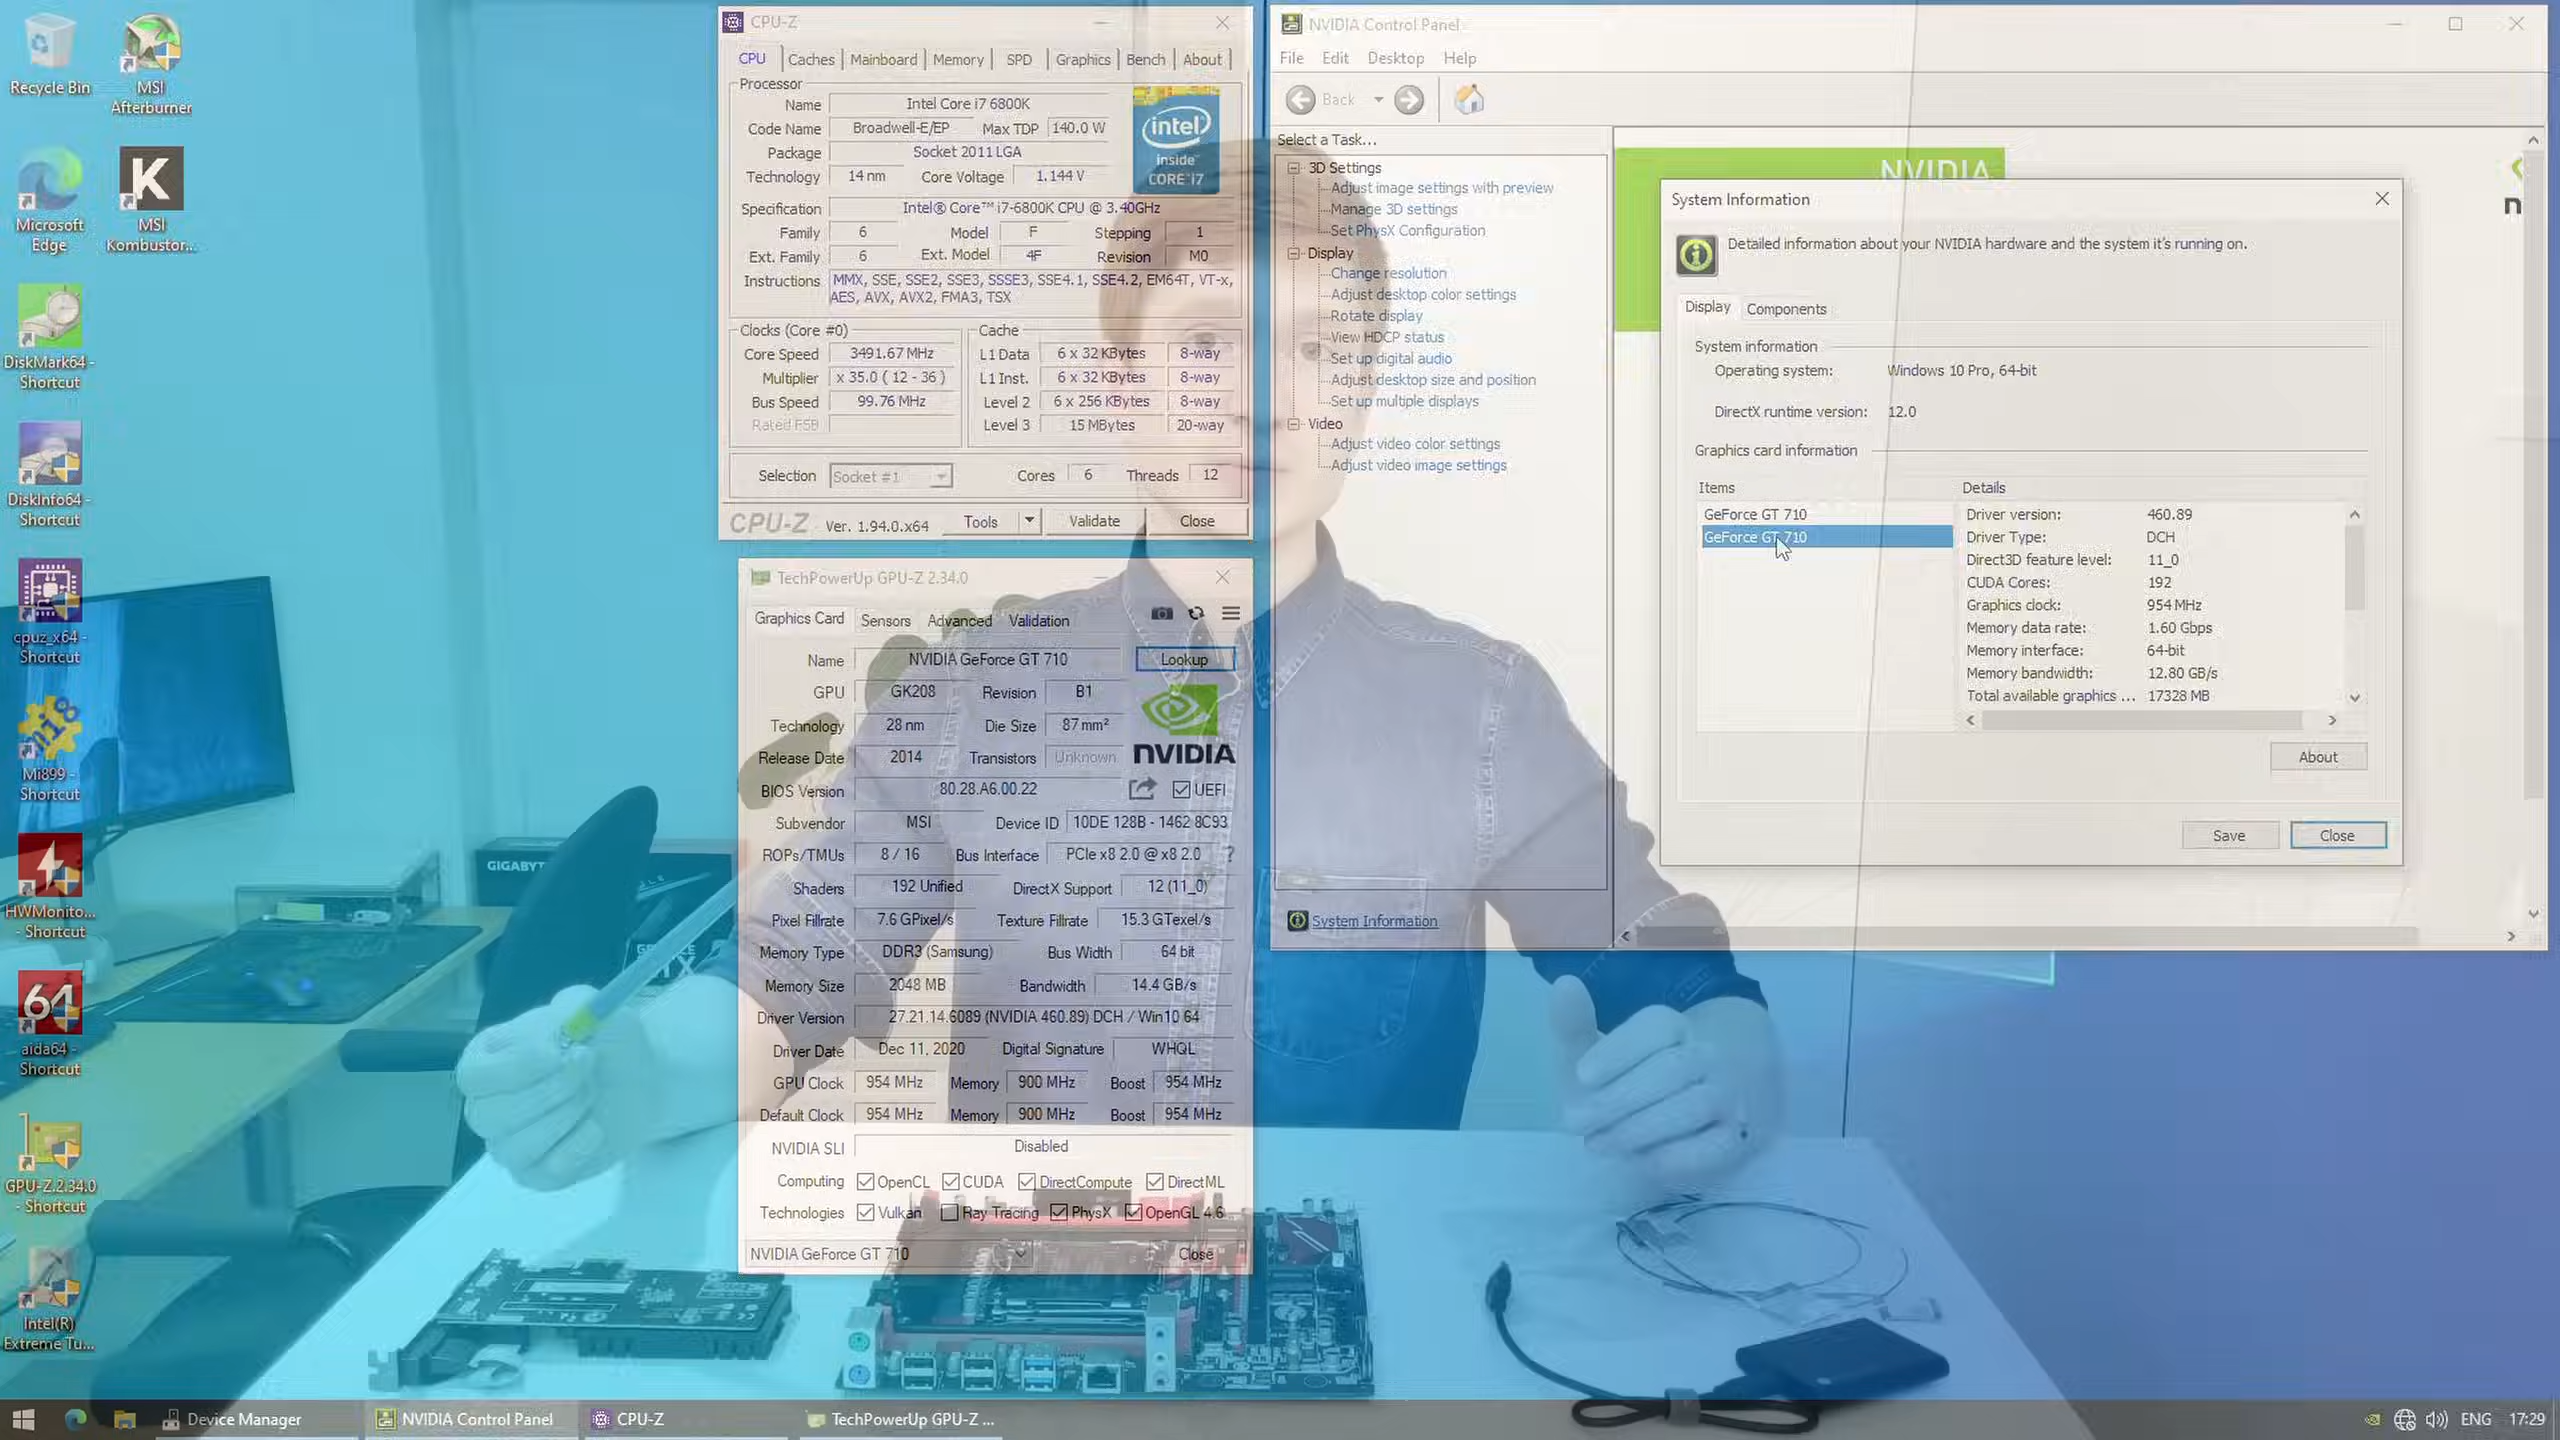 Recycle Bin
MSI
Afterburner
Microsoft
Edge
MSI
Kombustor...
DiskMark64 -
Shortcut
DiskInfo64 -
Shortcut
cpuz_x64 -
Shortcut
Mi899 -
Shortcut
HWMonito...
- Shortcut
64
aida64 -
Shortcut
GPU-Z.2.34.0
- Shortcut
Intel(R)
Extreme Tu...
GIGABYT
CPU-Z
CPU Caches Mainboard Memory SPD Graphics Bench About
Processor
Name Intel Core i7 6800K
Code Name Broadwell-E/EP Max TDP 140.0 W
Package Socket 2011 LGA
Technology 14 nm Core Voltage 1.144 V
intel
inside™
CORE i7
Specification Intel® Core™ i7-6800K CPU @ 3.40GHz
Family 6 Model F Stepping 1
Ext. Family 6 Ext. Model 4F Revision M0
Instructions MMX, SSE, SSE2, SSE3, SSSE3, SSE4.1, SSE4.2, EM64T, VT-x,
AES, AVX, AVX2, FMA3, TSX
Clocks (Core #0)
Core Speed 3491.67 MHz
Multiplier x 35.0 ( 12 - 36 )
Bus Speed 99.76 MHz
Rated FSB
Cache
L1 Data 6 x 32 KBytes 8-way
L1 Inst. 6 x 32 KBytes 8-way
Level 2 6 x 256 KBytes 8-way
Level 3 15 MBytes 20-way
Selection Socket #1 Cores 6 Threads 12
CPU-Z Ver. 1.94.0.x64 Tools Validate Close
TechPowerUp GPU-Z 2.34.0
Graphics Card Sensors Advanced Validation
Name NVIDIA GeForce GT 710 Lookup
GPU GK208 Revision B1
Technology 28 nm Die Size 87 mm²
Release Date 2014 Transistors Unknown
NVIDIA
BIOS Version 80.28.A6.00.22 UEFI
Subvendor MSI Device ID 10DE 128B - 1462 8C93
ROPs/TMUs 8 / 16 Bus Interface PCIe x8 2.0 @ x8 2.0 ?
Shaders 192 Unified DirectX Support 12 (11_0)
Pixel Fillrate 7.6 GPixel/s Texture Fillrate 15.3 GTexel/s
Memory Type DDR3 (Samsung) Bus Width 64 bit
Memory Size 2048 MB Bandwidth 14.4 GB/s
Driver Version 27.21.14.6089 (NVIDIA 460.89) DCH / Win10 64
Driver Date Dec 11, 2020 Digital Signature WHQL
GPU Clock 954 MHz Memory 900 MHz Boost 954 MHz
Default Clock 954 MHz Memory 900 MHz Boost 954 MHz
NVIDIA SLI Disabled
Computing OpenCL CUDA DirectCompute DirectML
Technologies Vulkan Ray Tracing PhysX OpenGL 4.6
NVIDIA GeForce GT 710 Close
NVIDIA Control Panel
File Edit Desktop Help
Back
Select a Task...
3D Settings
Adjust image settings with preview
Manage 3D settings
Set PhysX Configuration
Display
Change resolution
Adjust desktop color settings
Rotate display
View HDCP status
Set up digital audio
Adjust desktop size and position
Set up multiple displays
Video
Adjust video color settings
Adjust video image settings
System Information
NVIDIA
n
System Information
Detailed information about your NVIDIA hardware and the system it's running on.
Display Components
System information
Operating system: Windows 10 Pro, 64-bit
DirectX runtime version: 12.0
Graphics card information
Items Details
GeForce GT 710
GeForce GT 710
Driver version: 460.89
Driver Type: DCH
Direct3D feature level: 11_0
CUDA Cores: 192
Graphics clock: 954 MHz
Memory data rate: 1.60 Gbps
Memory interface: 64-bit
Memory bandwidth: 12.80 GB/s
Total available graphics ... 17328 MB
About
Save Close
Device Manager NVIDIA Control Panel CPU-Z TechPowerUp GPU-Z ... ENG 17:29